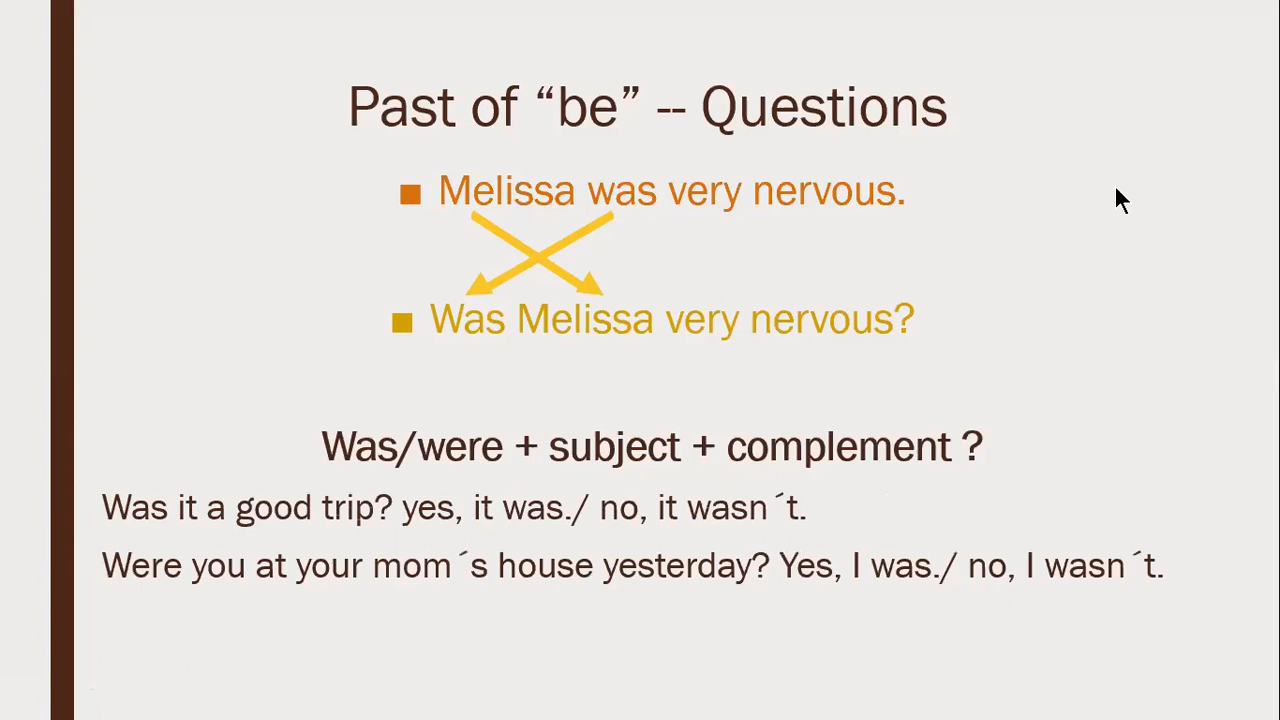 Past of “be” -- Questions
■ Melissa was very nervous.
■ Was Melissa very nervous?
Was/were + subject + complement ?
Was it a good trip? yes, it was./ no, it wasn´t.
Were you at your mom´s house yesterday? Yes, I was./ no, I wasn´t.